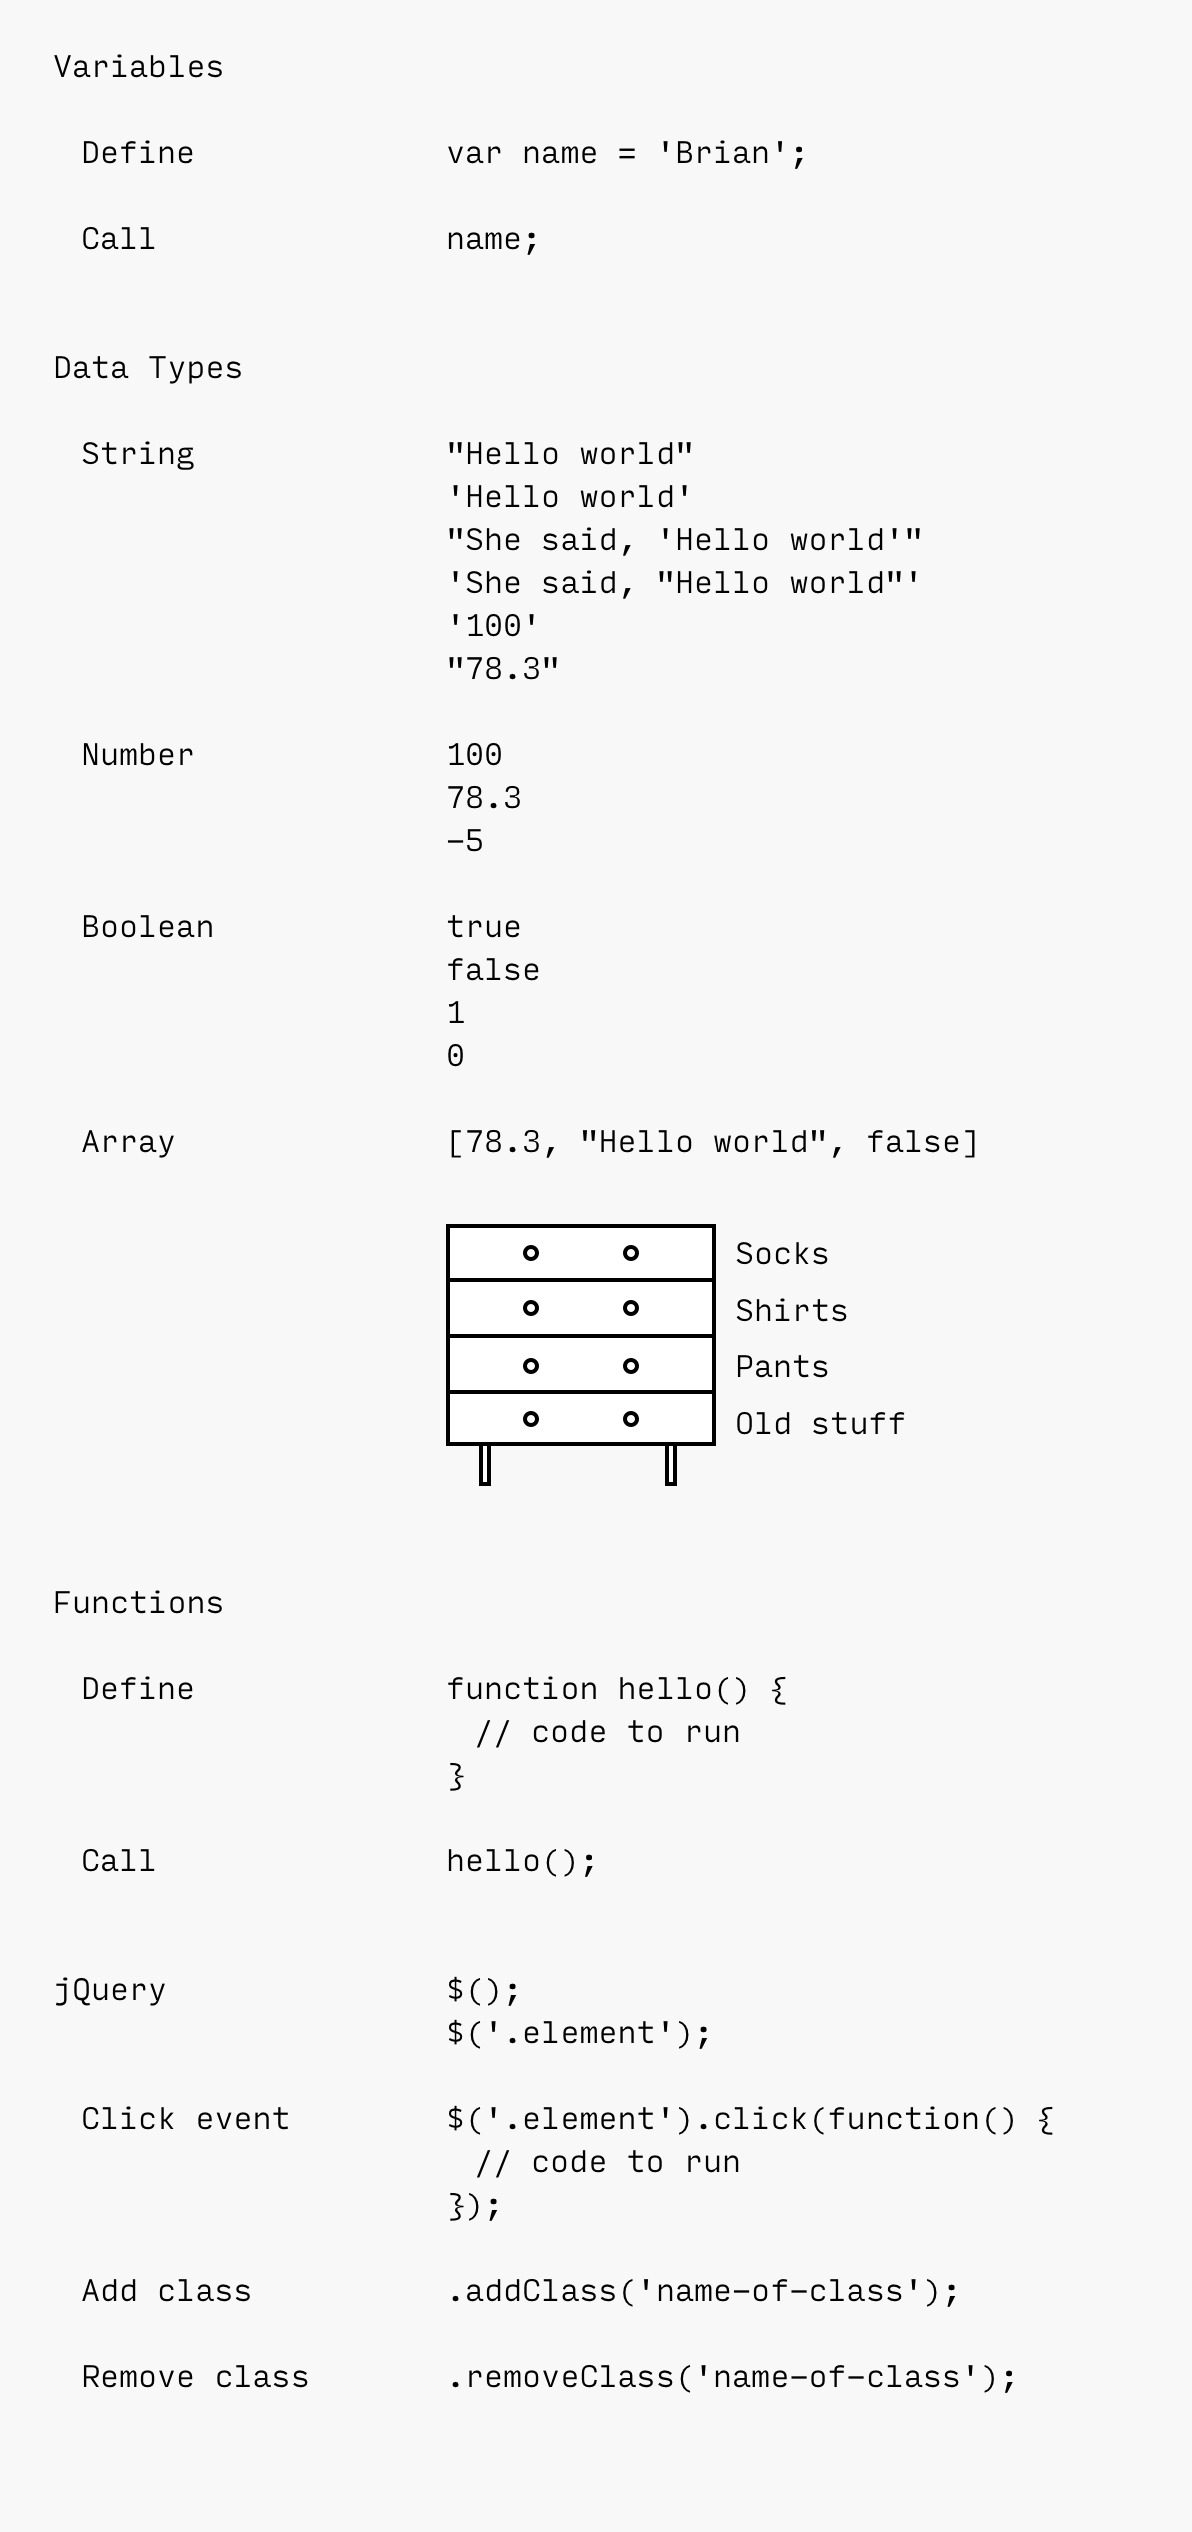 Variables
Define var name = 'Brian';
Call name;
Data Types
String "Hello world"
'Hello world'
"She said, 'Hello world'"
'She said, "Hello world"'
'100'
"78.3"
Number 100
78.3
-5
Boolean true
false
1
0
Array [78.3, "Hello world", false]
Socks
Shirts
Pants
Old stuff
Functions
Define function hello() {
// code to run
}
Call hello();
jQuery $();
$('.element');
Click event $('.element').click(function() {
// code to run
});
Add class .addClass('name-of-class');
Remove class .removeClass('name-of-class');